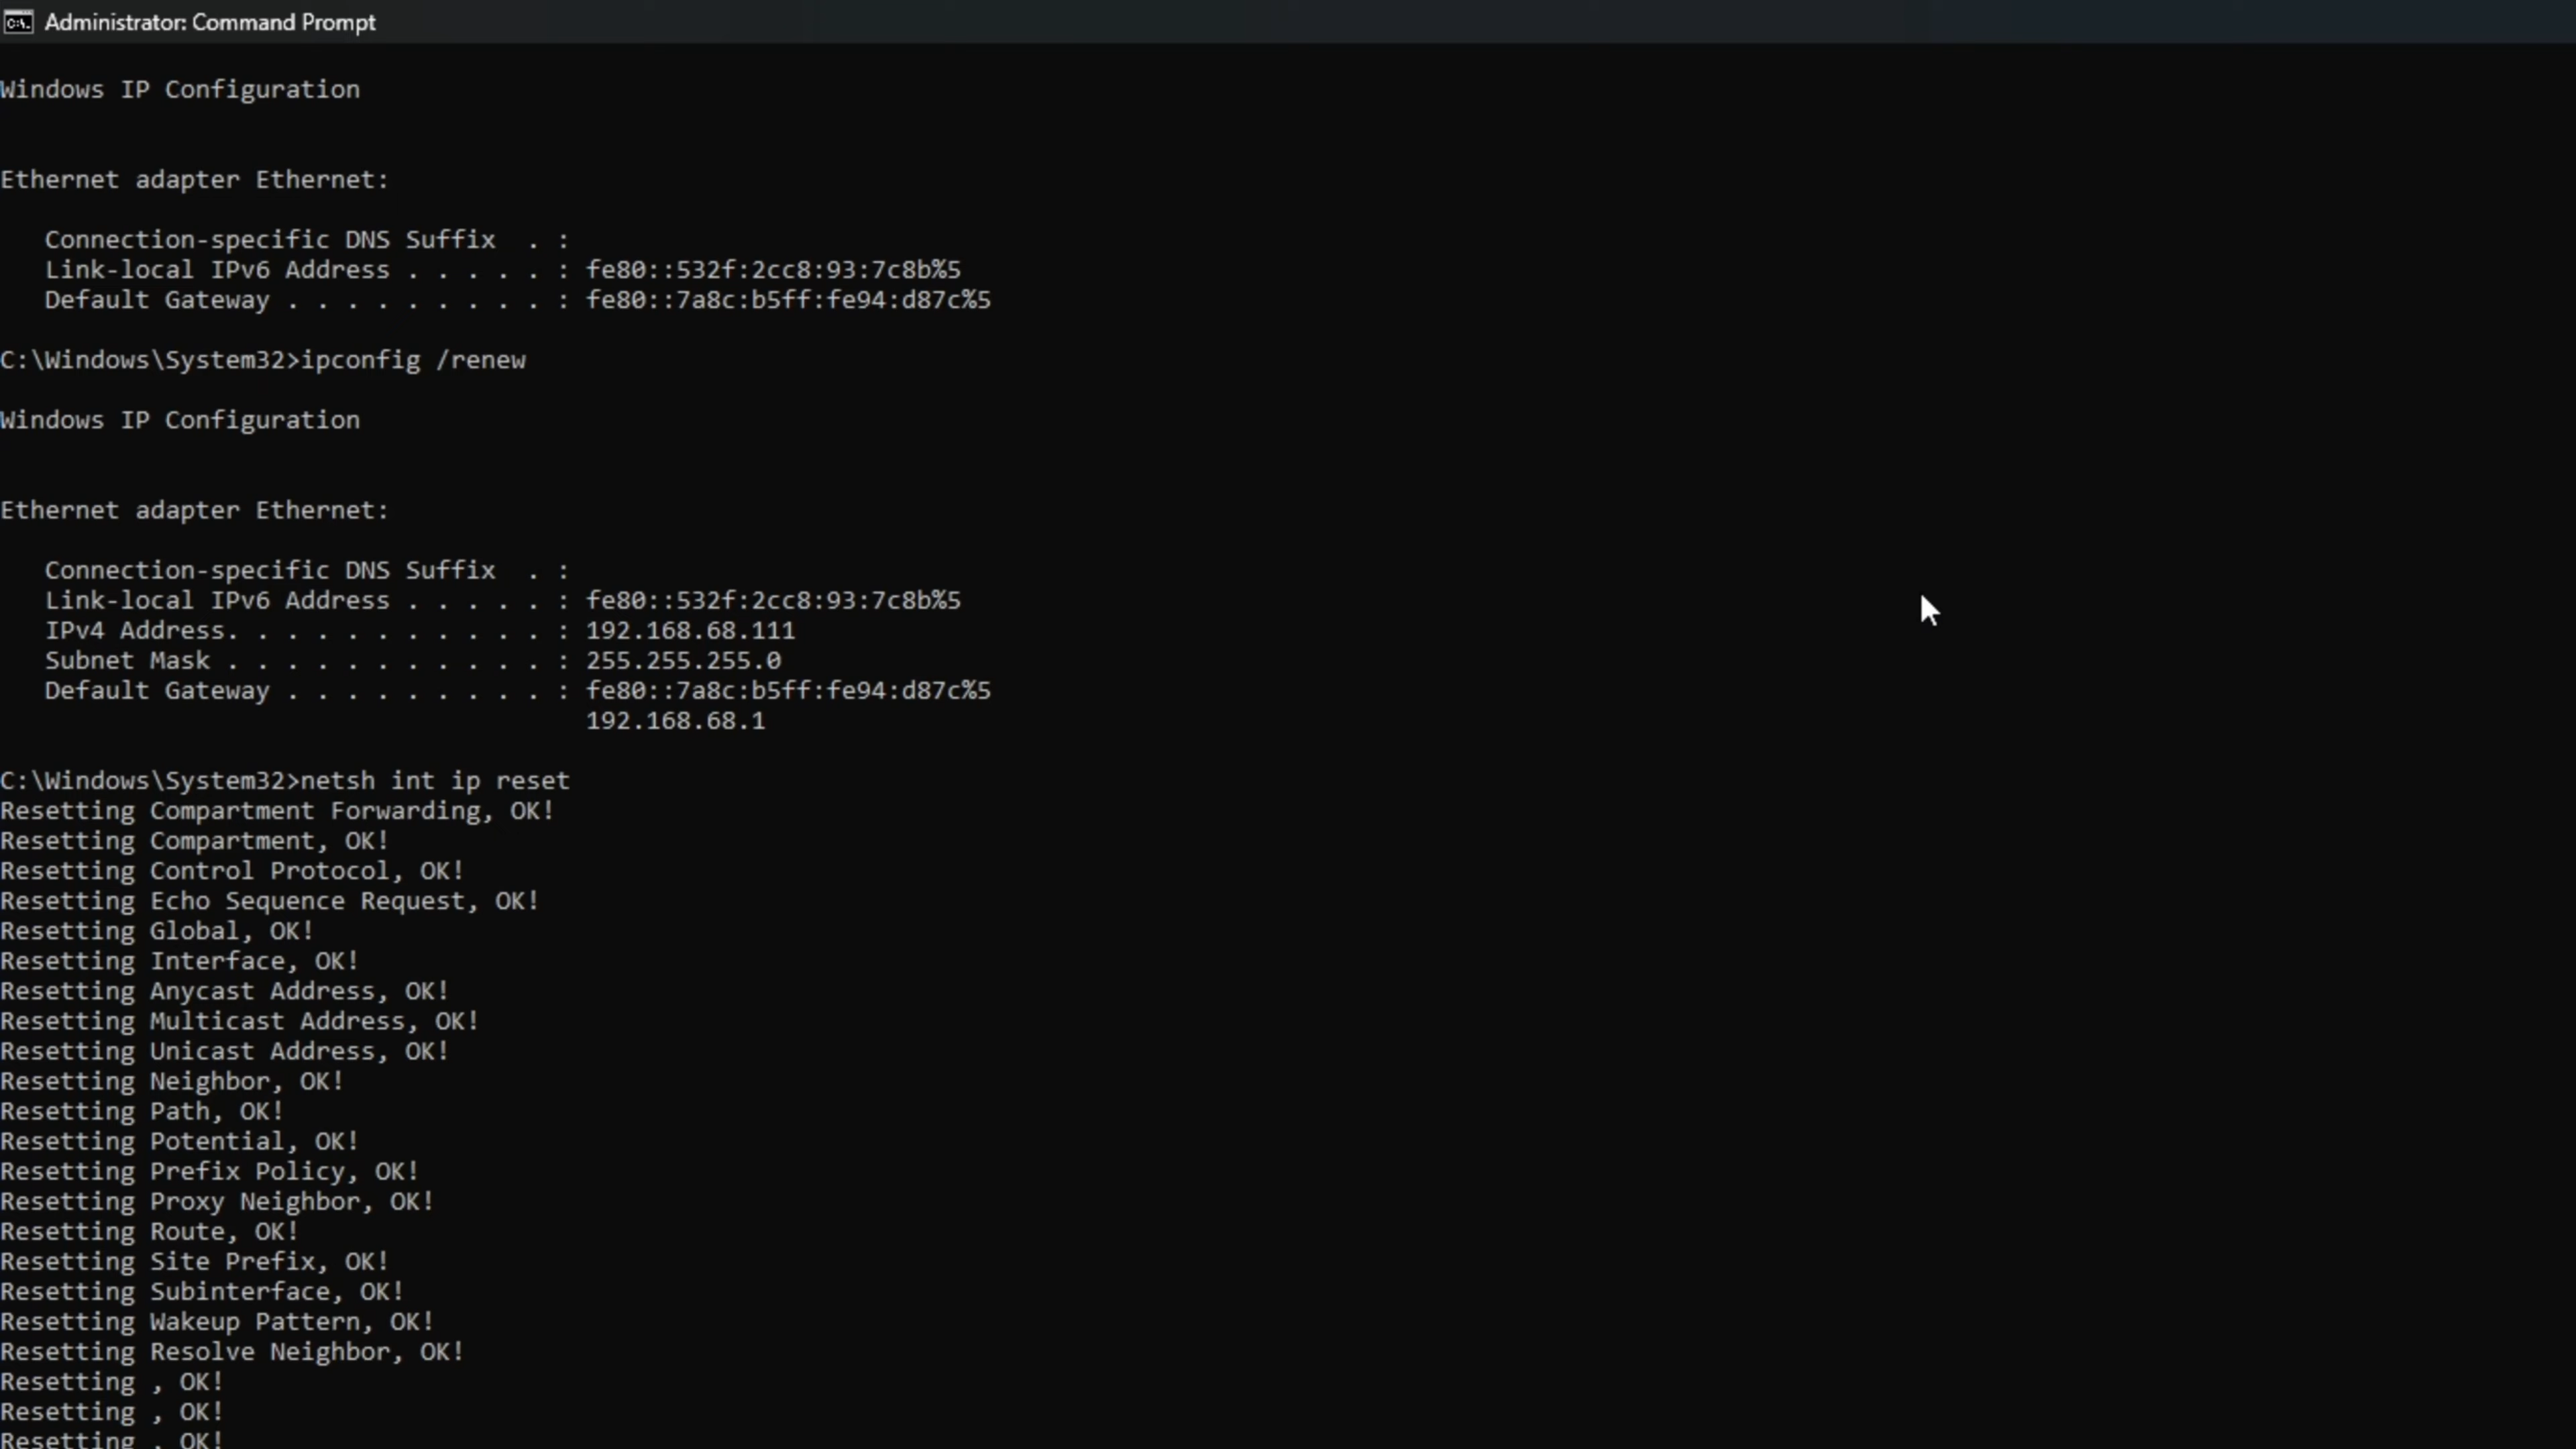 Administrator: Command Prompt
Windows IP Configuration
Ethernet adapter Ethernet:
Connection-specific DNS Suffix  . :
Link-local IPv6 Address . . . . . : fe80::532f:2cc8:93:7c8b%5
Default Gateway . . . . . . . . . : fe80::7a8c:b5ff:fe94:d87c%5
C:\Windows\System32>ipconfig /renew
Windows IP Configuration
Ethernet adapter Ethernet:
Connection-specific DNS Suffix  . :
Link-local IPv6 Address . . . . . : fe80::532f:2cc8:93:7c8b%5
IPv4 Address. . . . . . . . . . . : 192.168.68.111
Subnet Mask . . . . . . . . . . . : 255.255.255.0
Default Gateway . . . . . . . . . : fe80::7a8c:b5ff:fe94:d87c%5
192.168.68.1
C:\Windows\System32>netsh int ip reset
Resetting Compartment Forwarding, OK!
Resetting Compartment, OK!
Resetting Control Protocol, OK!
Resetting Echo Sequence Request, OK!
Resetting Global, OK!
Resetting Interface, OK!
Resetting Anycast Address, OK!
Resetting Multicast Address, OK!
Resetting Unicast Address, OK!
Resetting Neighbor, OK!
Resetting Path, OK!
Resetting Potential, OK!
Resetting Prefix Policy, OK!
Resetting Proxy Neighbor, OK!
Resetting Route, OK!
Resetting Site Prefix, OK!
Resetting Subinterface, OK!
Resetting Wakeup Pattern, OK!
Resetting Resolve Neighbor, OK!
Resetting , OK!
Resetting , OK!
Resetting , OK!